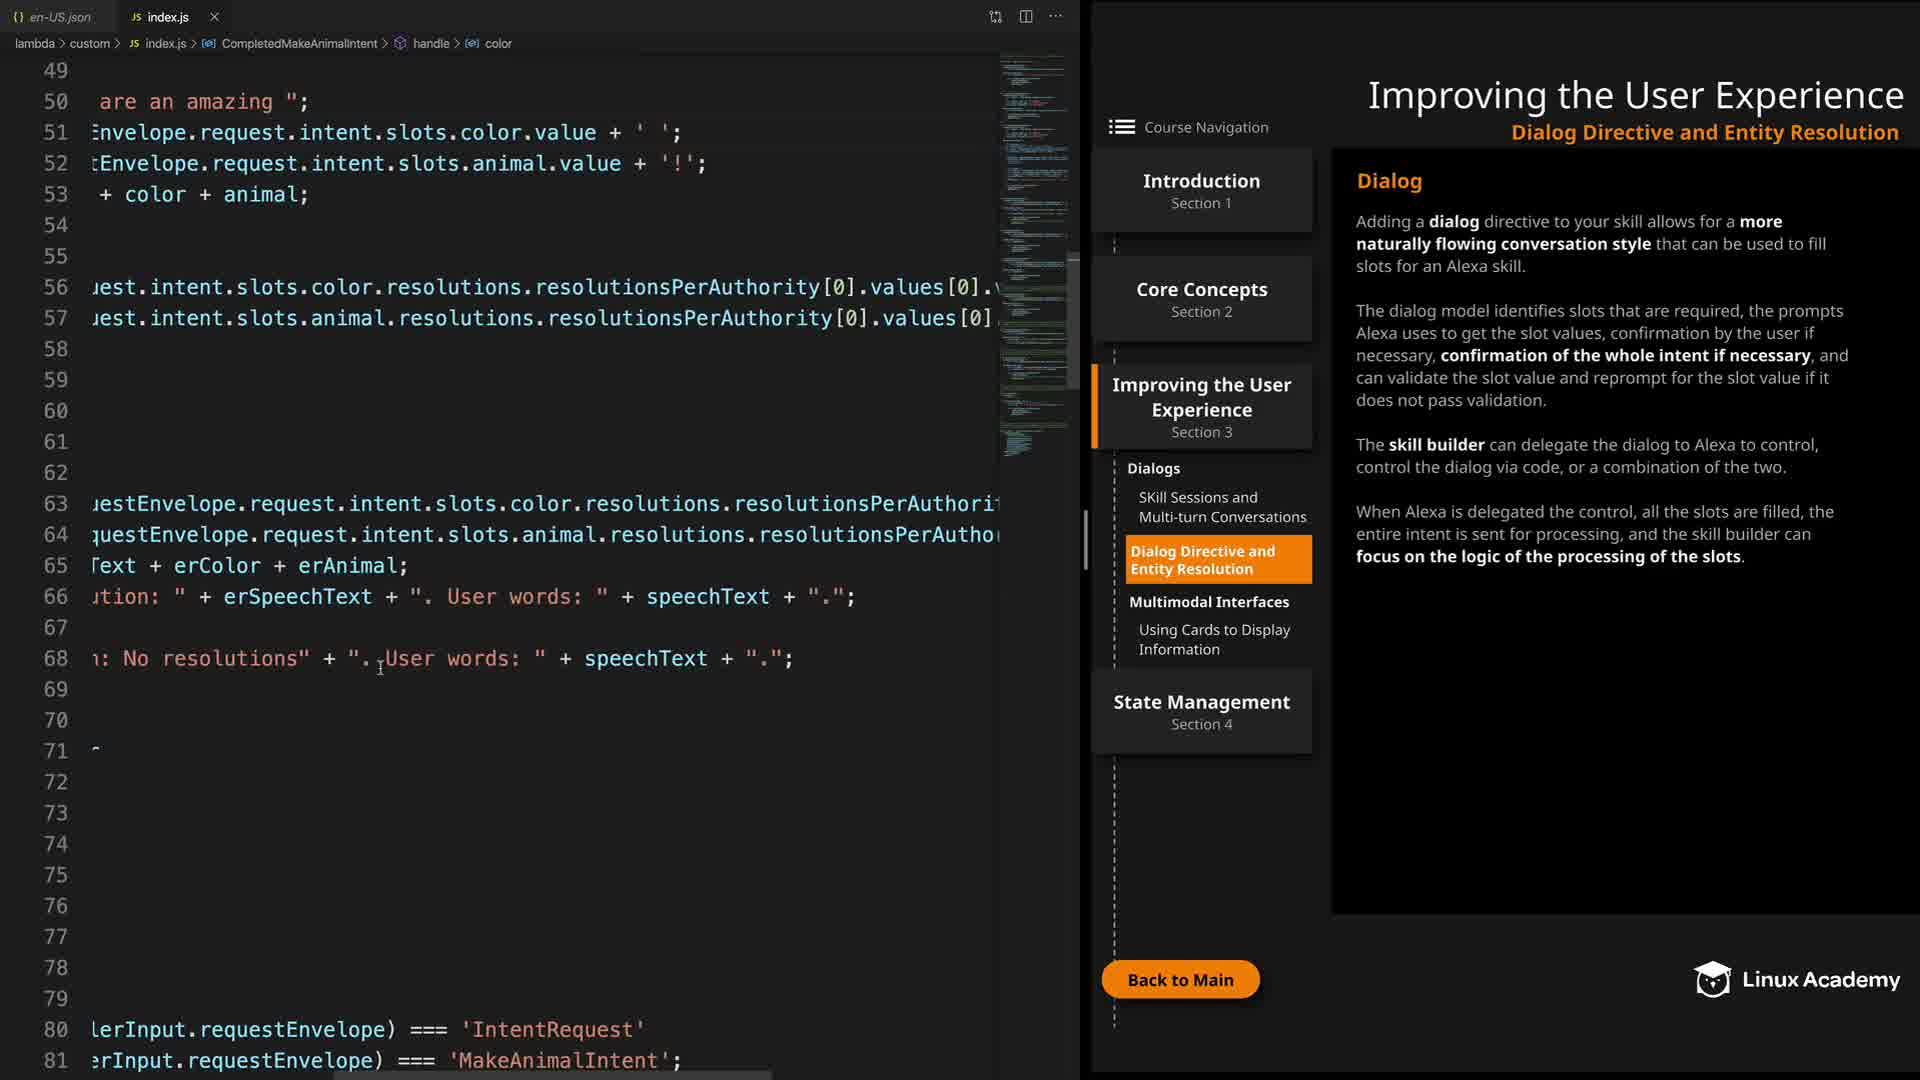 en-US.json
JS index.js
lambda > custom > JS index.js > CompletedMakeAnimalIntent > handle > color
49
50 are an amazing ";
51 Envelope.request.intent.slots.color.value + ' ';
52 tEnvelope.request.intent.slots.animal.value + '!';
53 + color + animal;
54
55
56 uest.intent.slots.color.resolutions.resolutionsPerAuthority[0].values[0].v
57 uest.intent.slots.animal.resolutions.resolutionsPerAuthority[0].values[0].
58
59
60
61
62
63 uestEnvelope.request.intent.slots.color.resolutions.resolutionsPerAuthorit
64 questEnvelope.request.intent.slots.animal.resolutions.resolutionsPerAutho
65 Text + erColor + erAnimal;
66 ution: " + erSpeechText + ". User words: " + speechText + ".";
67
68 n: No resolutions" + ". User words: " + speechText + ".";
69
70
71
72
73
74
75
76
77
78
79
80 lerInput.requestEnvelope) === 'IntentRequest'
81 erInput.requestEnvelope) === 'MakeAnimalIntent';
Improving the User Experience
Dialog Directive and Entity Resolution
Course Navigation
Introduction
Section 1
Core Concepts
Section 2
Improving the User
Experience
Section 3
Dialogs
SKill Sessions and
Multi-turn Conversations
Dialog Directive and
Entity Resolution
Multimodal Interfaces
Using Cards to Display
Information
State Management
Section 4
Back to Main
Dialog
Adding a dialog directive to your skill allows for a more
naturally flowing conversation style that can be used to fill
slots for an Alexa skill.
The dialog model identifies slots that are required, the prompts
Alexa uses to get the slot values, confirmation by the user if
necessary, confirmation of the whole intent if necessary, and
can validate the slot value and reprompt for the slot value if it
does not pass validation.
The skill builder can delegate the dialog to Alexa to control,
control the dialog via code, or a combination of the two.
When Alexa is delegated the control, all the slots are filled, the
entire intent is sent for processing, and the skill builder can
focus on the logic of the processing of the slots.
Linux Academy